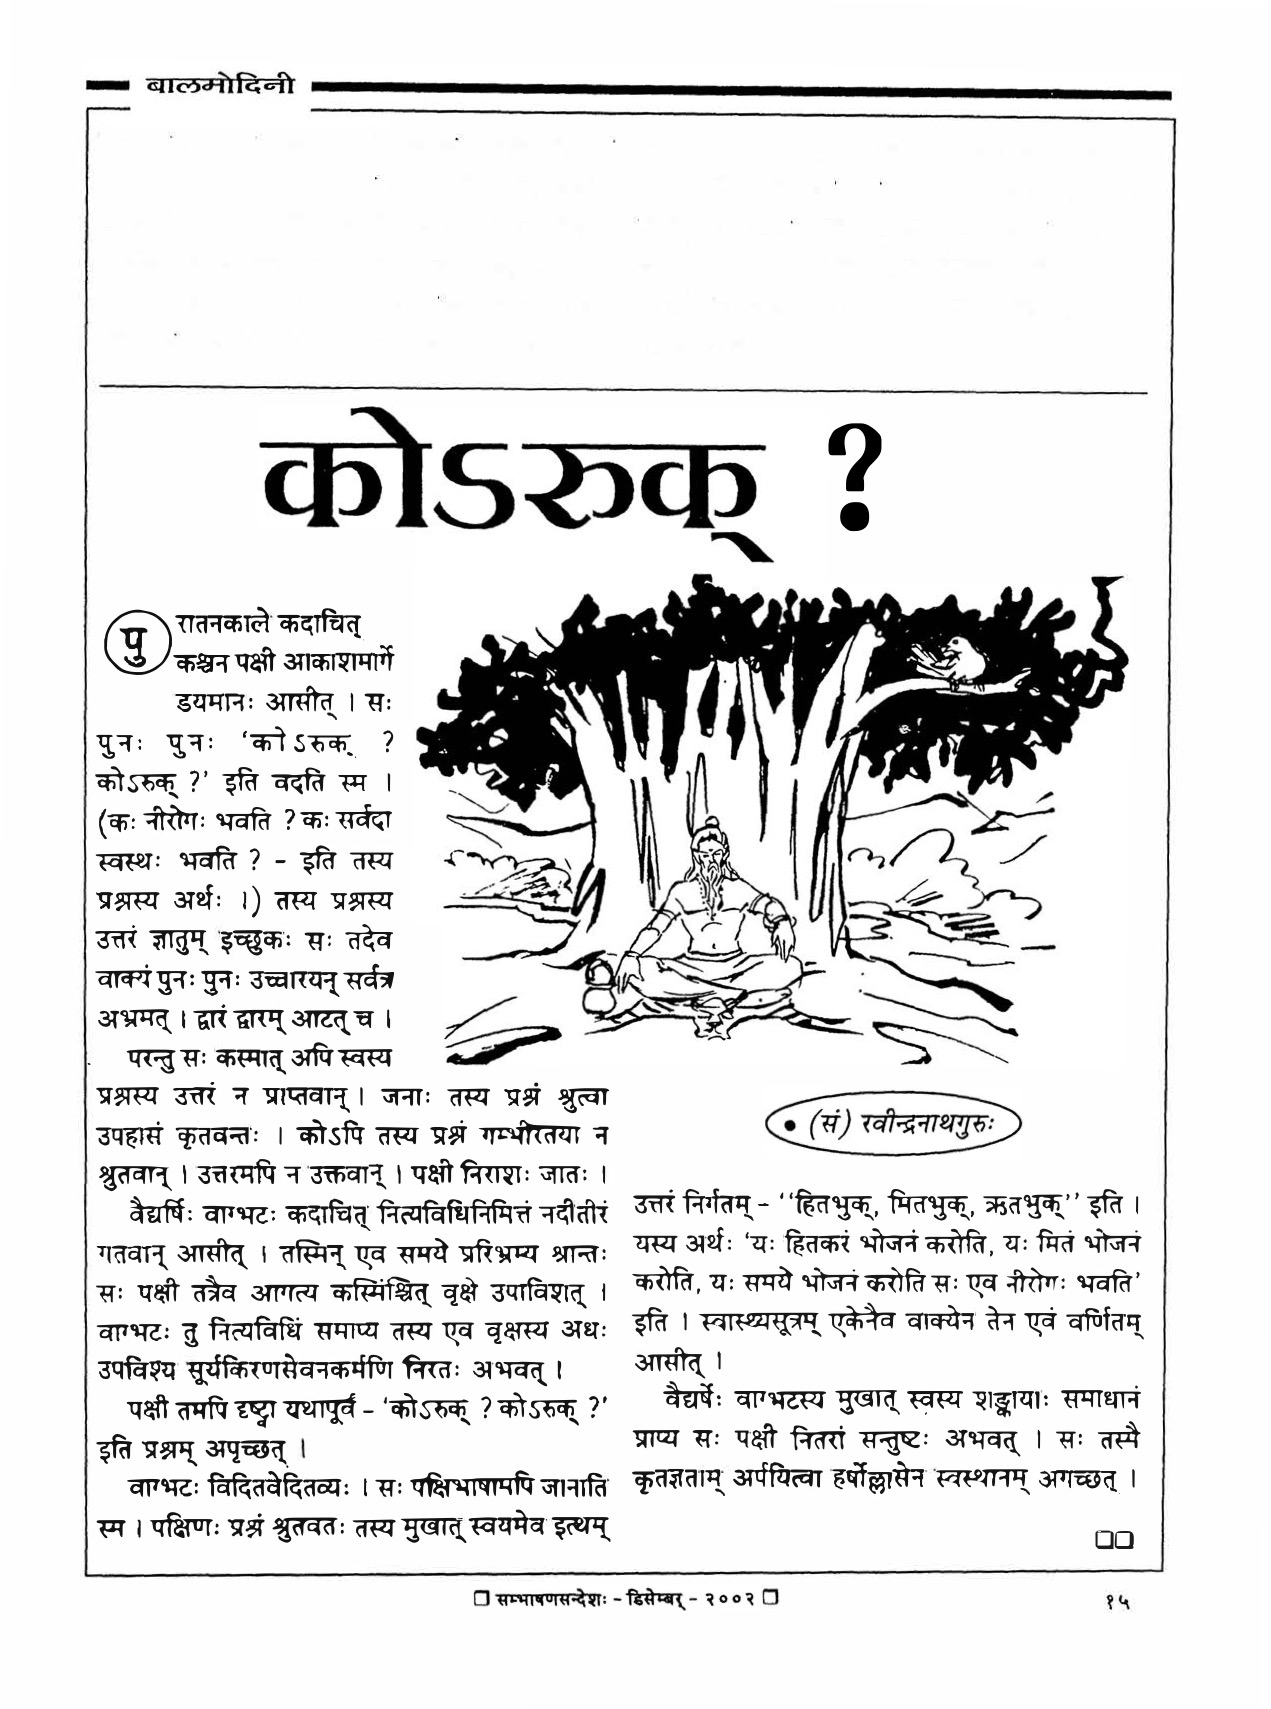 बालमोदिनी
कोऽरुक् ?
पुरातनकाले कदाचित्
कश्चन पक्षी आकाशमार्गे
डयमानः आसीत् । सः
पुनः पुनः ‘कोऽरुक् ?
कोऽरुक् ?’ इति वदति स्म ।
(कः नीरोगः भवति ? कः सर्वदा
स्वस्थः भवति ? – इति तस्य
प्रश्नस्य अर्थः ।) तस्य प्रश्नस्य
उत्तरं ज्ञातुम् इच्छुकः सः तदेव
वाक्यं पुनः पुनः उच्चारयन् सर्वत्र
अभ्रमत् । द्वारं द्वारम् आटत् च ।
परन्तु सः कस्मात् अपि स्वस्य
प्रश्नस्य उत्तरं न प्राप्तवान् । जनाः तस्य प्रश्नं श्रुत्वा
उपहासं कृतवन्तः । कोऽपि तस्य प्रश्नं गम्भीरतया न
श्रुतवान् । उत्तरमपि न उक्तवान् । पक्षी निराशः जातः ।
वैद्यर्षिः वाग्भटः कदाचित् नित्यविधिनिमित्तं नदीतीरं
गतवान् आसीत् । तस्मिन् एव समये प्ररिभ्रम्य श्रान्तः
सः पक्षी तत्रैव आगत्य कस्मिंश्चित् वृक्षे उपाविशत् ।
वाग्भटः तु नित्यविधिं समाप्य तस्य एव वृक्षस्य अधः
उपविश्य सूर्यकिरणसेवनकर्मणि निरतः अभवत् ।
पक्षी तमपि दृष्ट्वा यथापूर्वं – ‘कोऽरुक् ? कोऽरुक् ?’
इति प्रश्नम् अपृच्छत् ।
वाग्भटः विदितवेदितव्यः । सः पक्षिभाषामपि जानाति
स्म । पक्षिणः प्रश्नं श्रुतवतः तस्य मुखात् स्वयमेव इत्थम्
• (सं) रवीन्द्रनाथगुरुः
उत्तरं निर्गतम् – ‘‘हितभुक्, मितभुक्, ऋतभुक्’’ इति ।
यस्य अर्थः ‘यः हितकरं भोजनं करोति, यः मितं भोजनं
करोति, यः समये भोजनं करोति सः एव नीरोगः भवति’
इति । स्वास्थ्यसूत्रम् एकेनैव वाक्येन तेन एवं वर्णितम्
आसीत् ।
वैद्यर्षेः वाग्भटस्य मुखात् स्वस्य शङ्कायाः समाधानं
प्राप्य सः पक्षी नितरां सन्तुष्टः अभवत् । सः तस्मै
कृतज्ञताम् अर्पयित्वा हर्षोल्लासेन स्वस्थानम् अगच्छत् ।
❐ सम्भाषणसन्देशः – डिसेम्बर् – २००२ ❐
१५